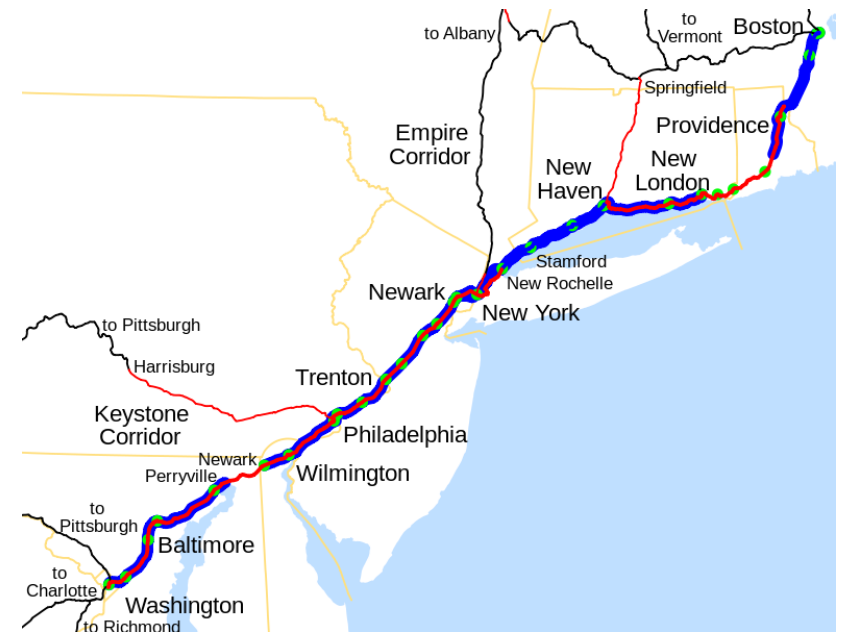 to Albany
to
Vermont
Boston
Springfield
Empire
Corridor
Providence
New
Haven
New
London
Stamford
New Rochelle
Newark
New York
to Pittsburgh
Harrisburg
Trenton
Keystone
Corridor
Philadelphia
Newark
Perryville
Wilmington
to
Pittsburgh
Baltimore
to
Charlotte
Washington
to Richmond